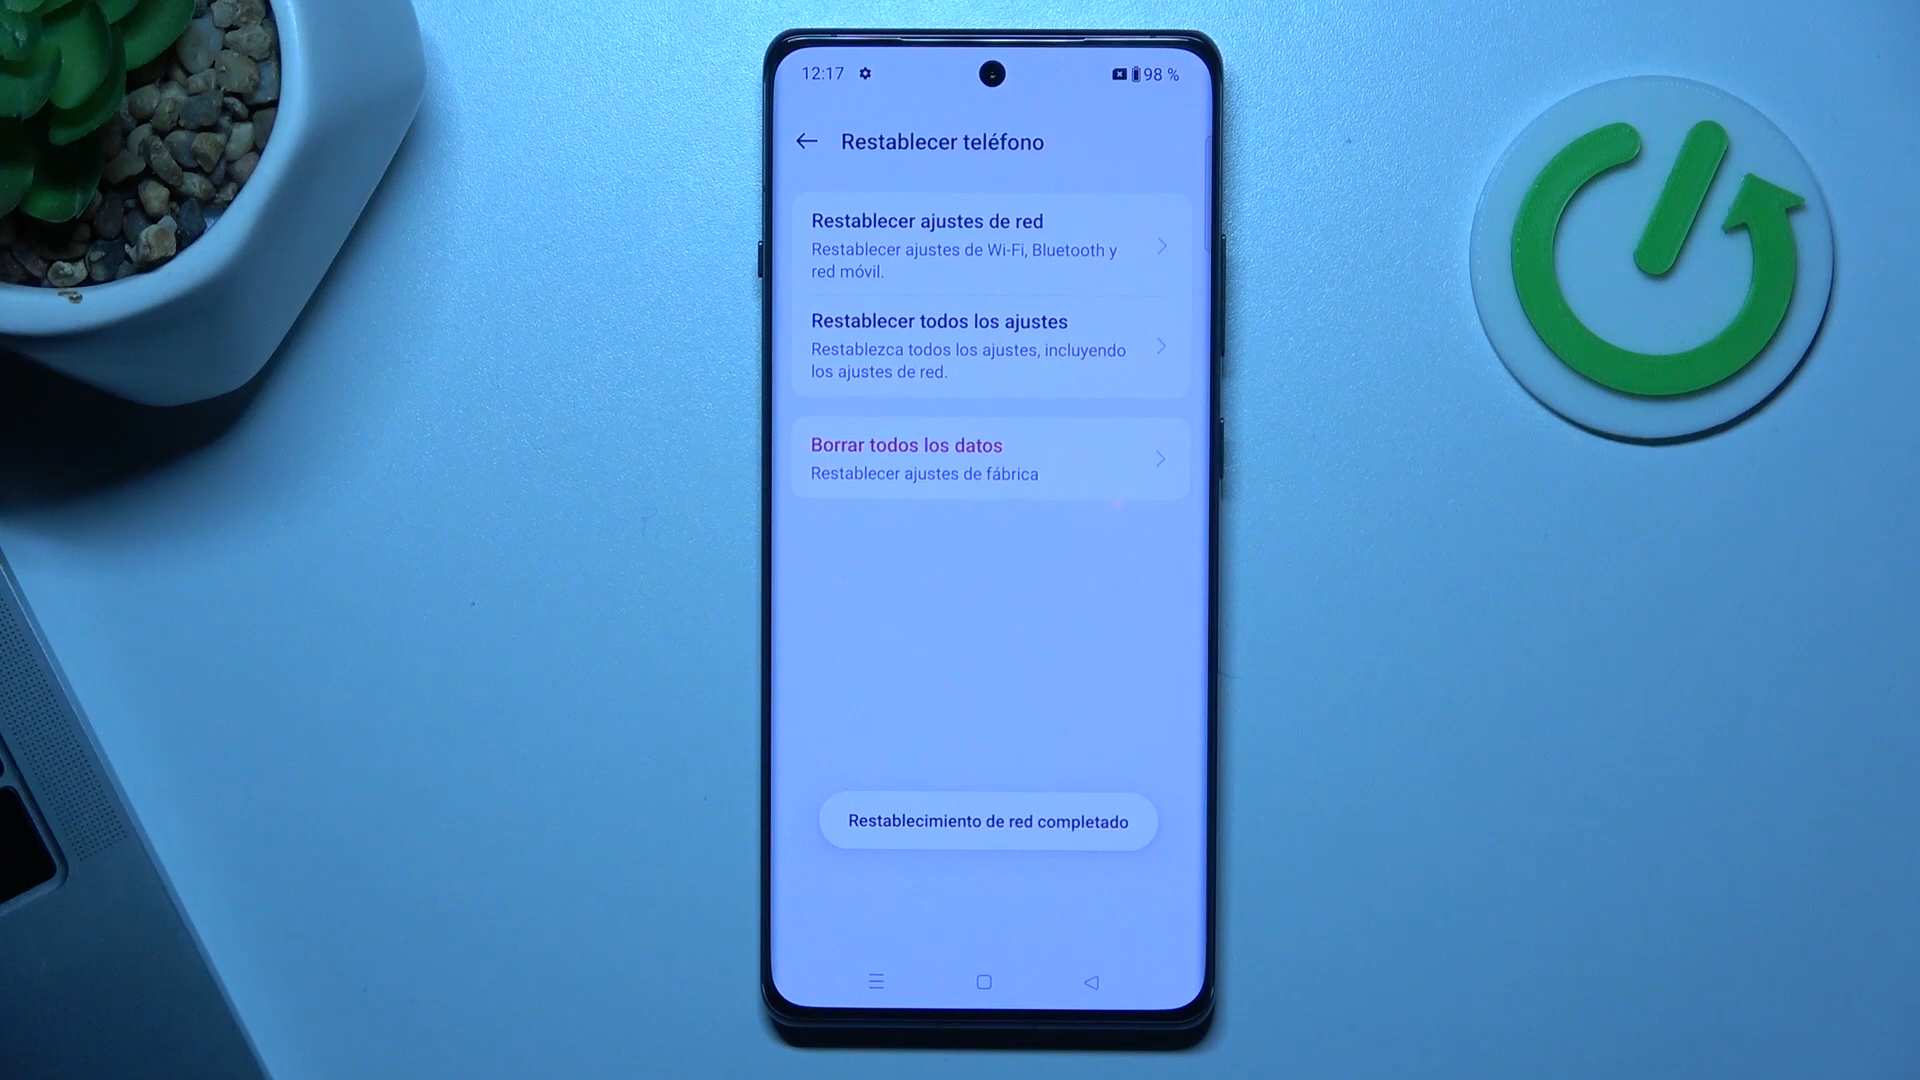 12:17 98 %
Restablecer teléfono
Restablecer ajustes de red
Restablecer ajustes de Wi-Fi, Bluetooth y
red móvil.
Restablecer todos los ajustes
Restablezca todos los ajustes, incluyendo
los ajustes de red.
Borrar todos los datos
Restablecer ajustes de fábrica
Restablecimiento de red completado